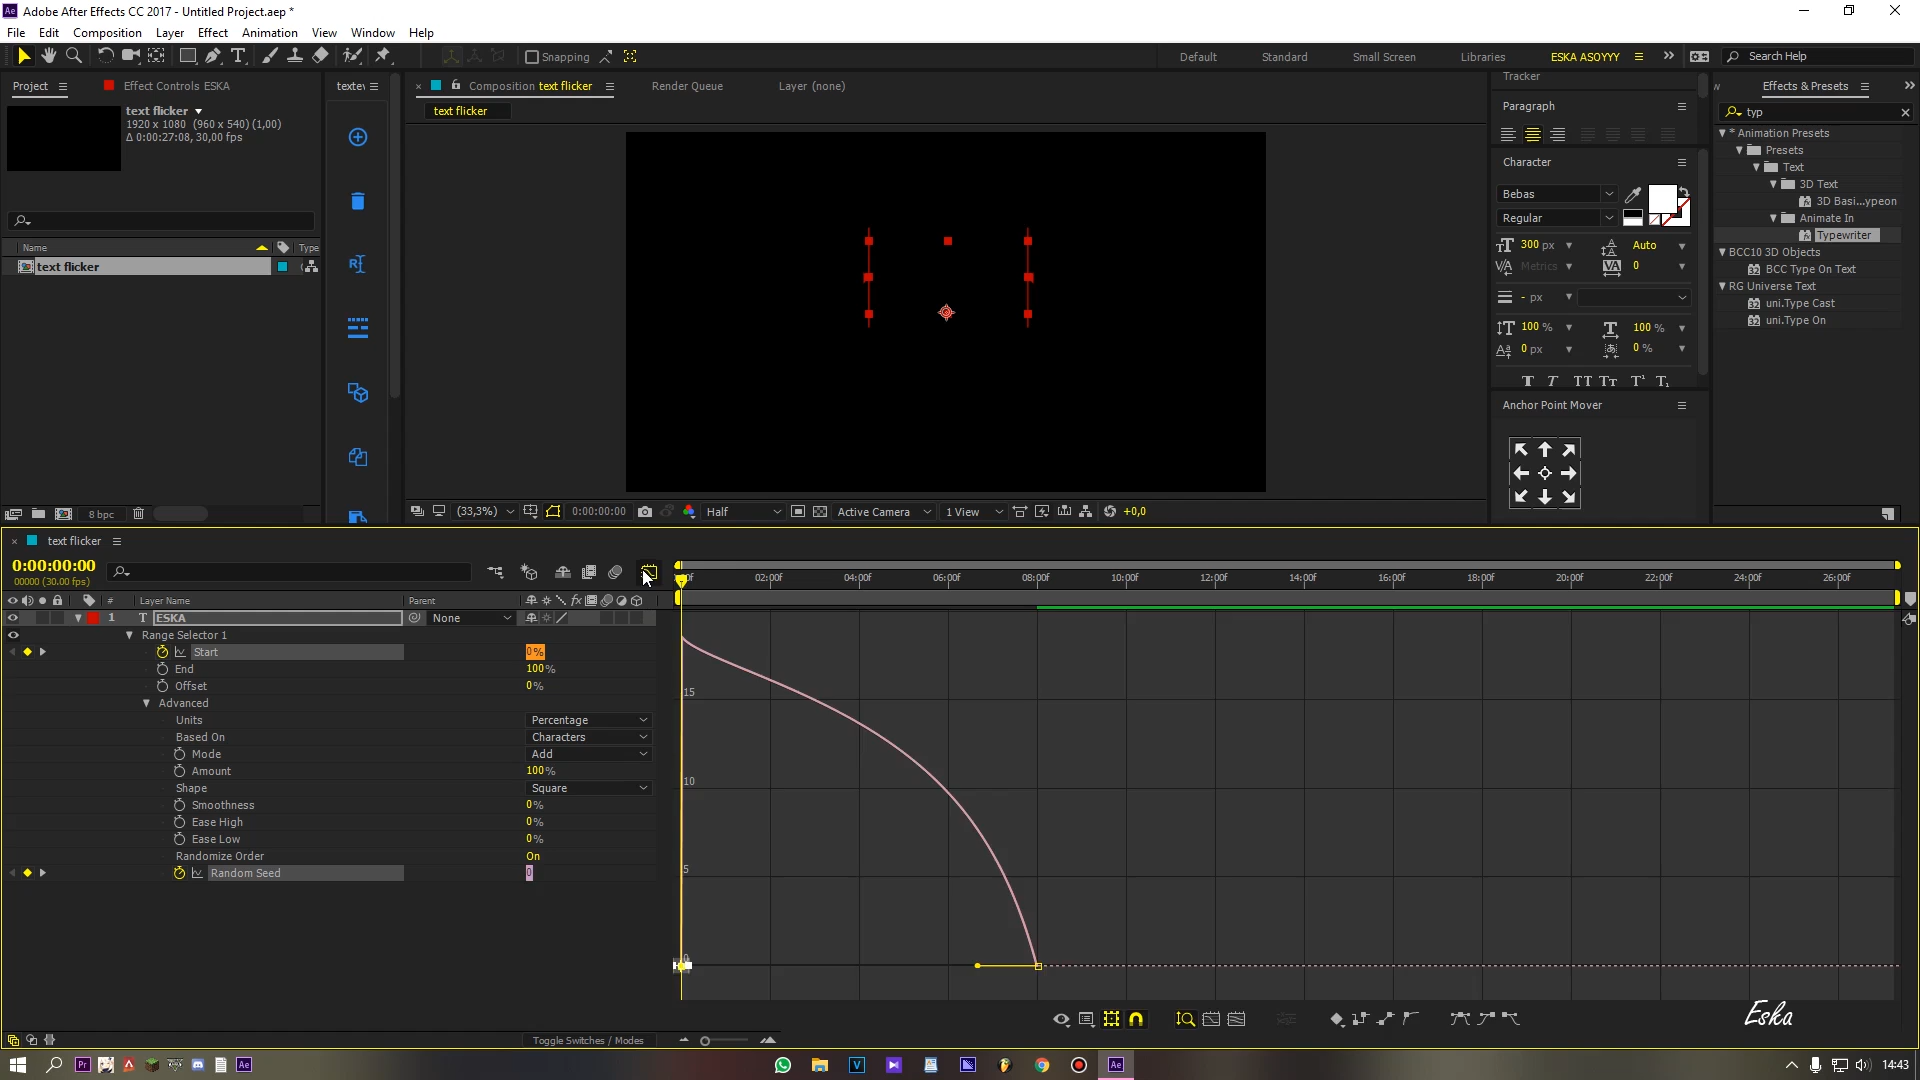 Adobe After Effects CC 2017 - Untitled Project.aep *
File Edit Composition Layer Effect Animation View Window Help
Snapping
Default Standard Small Screen Libraries ESKA ASOYYY Search Help
Project Effect Controls ESKA
text flicker
1920 x 1080 (960 x 540) (1,00)
Δ 0:00:27:08, 30,00 fps
Name Type
text flicker
8 bpc
Composition text flicker Render Queue Layer (none)
text flicker
(33,3%) 0:00:00:00 Half Active Camera 1 View +0,0
Tracker
Paragraph
Character
Bebas
Regular
300 px Auto
Metrics 0
- px
100 % 100 %
0 px 0 %
Anchor Point Mover
Effects & Presets
typ
* Animation Presets
Presets
Text
3D Text
3D Basi...ypeon
Animate In
Typewriter
BCC10 3D Objects
BCC Type On Text
RG Universe Text
uni.Type Cast
uni.Type On
text flicker
0:00:00:00
00000 (30.00 fps)
# Layer Name Parent
1 T ESKA None
Range Selector 1
Start 0%
End 100%
Offset 0%
Advanced
Units Percentage
Based On Characters
Mode Add
Amount 100%
Shape Square
Smoothness 0%
Ease High 0%
Ease Low 0%
Randomize Order On
Random Seed 0
Toggle Switches / Modes
02:00f 04:00f 06:00f 08:00f 10:00f 12:00f 14:00f 16:00f 18:00f 20:00f 22:00f 24:00f 26:00f
15
10
5
0
Eska
14:43